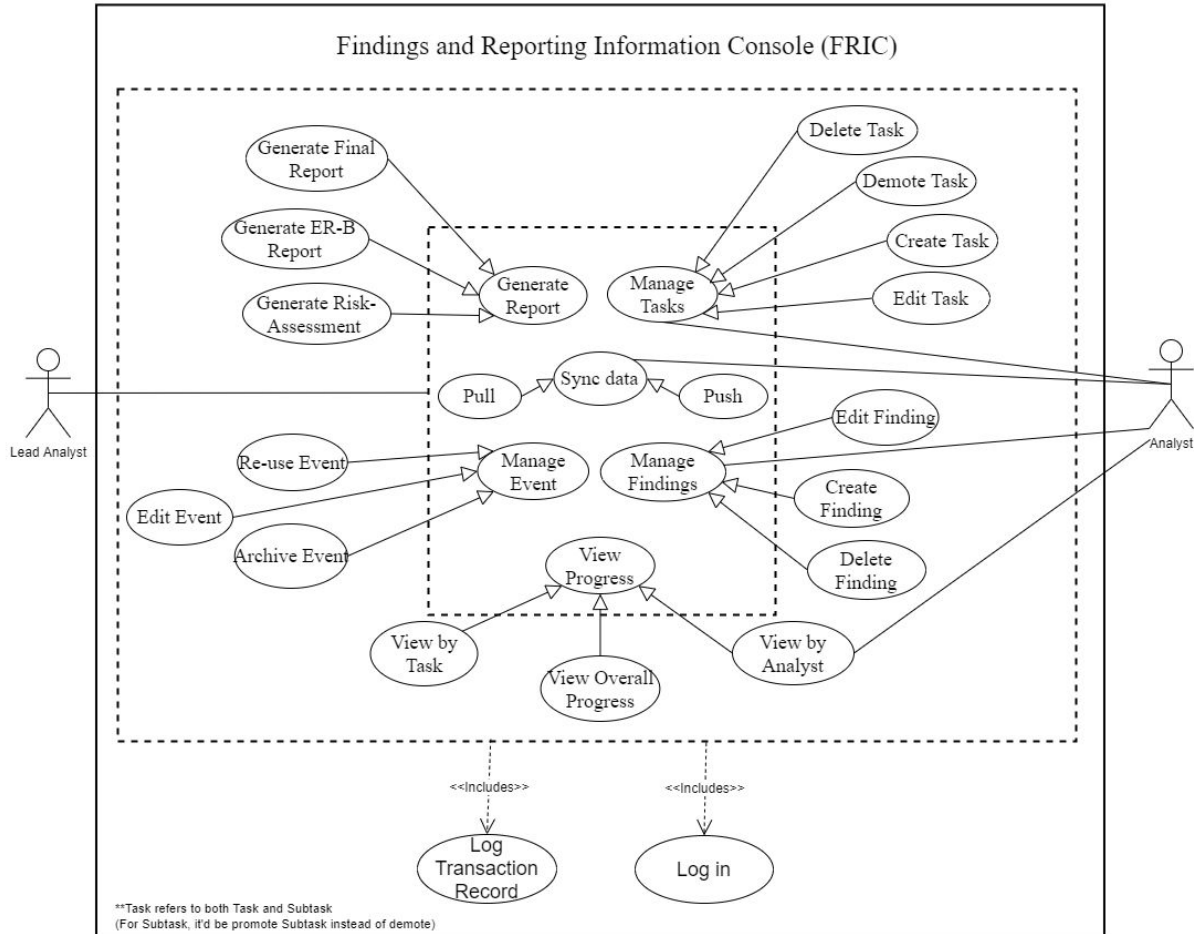 Findings and Reporting Information Console (FRIC)
Generate Final
Report
Delete Task
Demote Task
Generate ER-B
Report
Create Task
Generate
Report
Manage
Tasks
Edit Task
Generate Risk-
Assessment
Sync data
Pull
Push
Lead Analyst
Analyst
Edit Finding
Re-use Event
Manage
Event
Manage
Findings
Create
Finding
Edit Event
Archive Event
View
Progress
Delete
Finding
View by
Task
View Overall
Progress
View by
Analyst
<<Includes>>
<<Includes>>
Log
Transaction
Record
Log in
**Task refers to both Task and Subtask
(For Subtask, it'd be promote Subtask instead of demote)